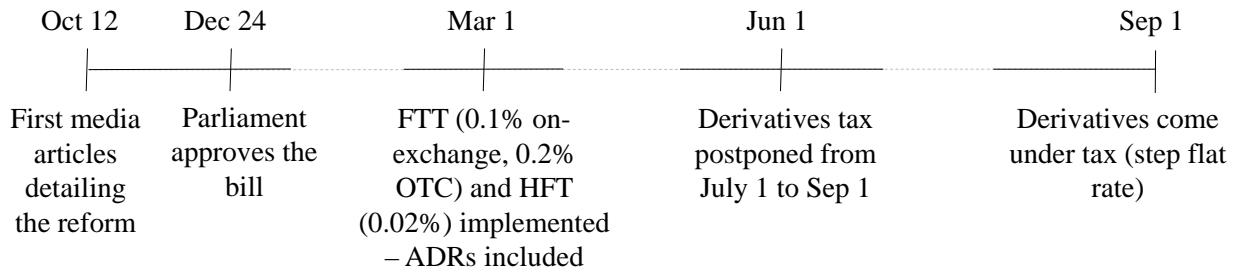 Oct 12
Dec 24
Mar 1
Jun 1
Sep 1
First media
articles
detailing
the reform
Parliament
approves the
bill
FTT (0.1% on-
exchange, 0.2%
OTC) and HFT
(0.02%) implemented
– ADRs included
Derivatives tax
postponed from
July 1 to Sep 1
Derivatives come
under tax (step flat
rate)